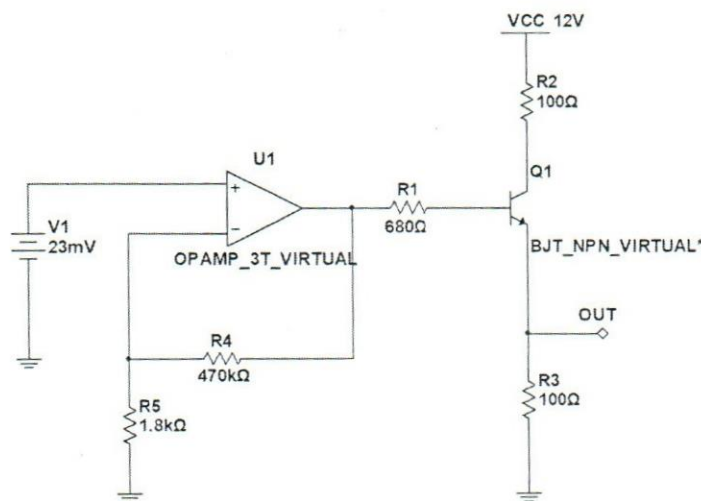 VCC 12V
R2
100Ω
U1
Q1
+
R1
V1
23mV
−
680Ω
BJT_NPN_VIRTUAL*
OPAMP_3T_VIRTUAL
OUT
R4
470kΩ
R3
100Ω
R5
1.8kΩ